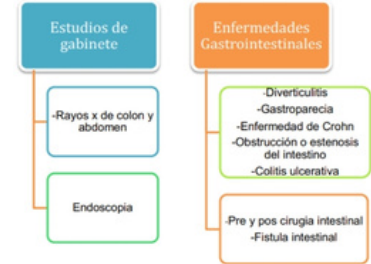 Estudios de
gabinete
-Rayos x de colon y
abdomen
Endoscopia
Enfermedades
Gastrointestinales
-Diverticulitis
-Gastroparecia
-Enfermedad de Crohn
-Obstrucción o estenosis
del intestino
-Colitis ulcerativa
-Pre y pos cirugia intestinal
-Fistula intestinal